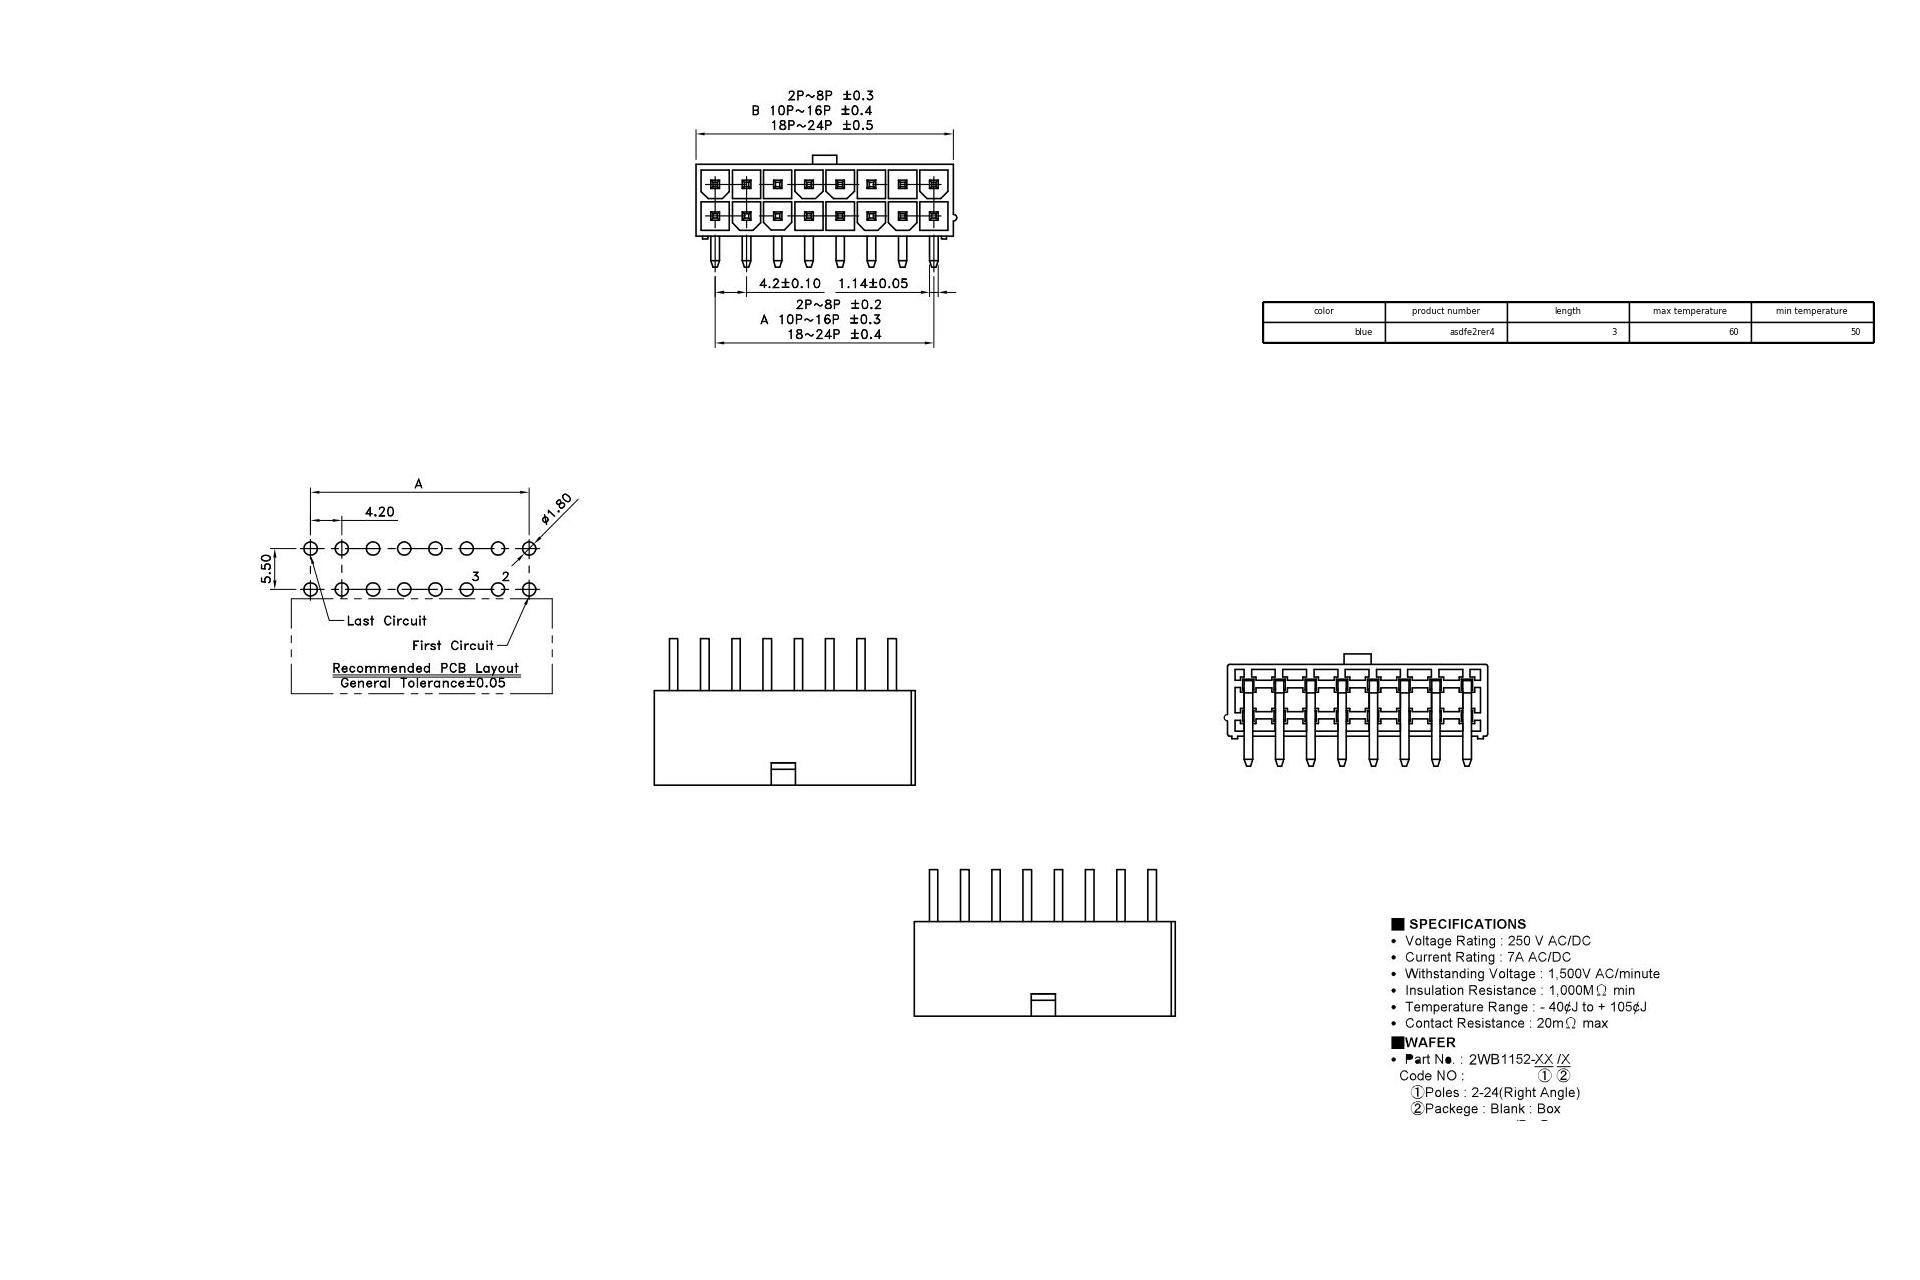 2P~8P ±0.3
B 10P~16P ±0.4
18P~24P ±0.5
4.2±0.10 1.14±0.05
2P~8P ±0.2
A 10P~16P ±0.3
18~24P ±0.4
color product number length max temperature min temperature
blue asdfe2rer4 3 60 50
A
4.20
ø1.80
5.50
3 2
Last Circuit
First Circuit
Recommended PCB Layout
General Tolerance±0.05
■ SPECIFICATIONS
• Voltage Rating : 250 V AC/DC
• Current Rating : 7A AC/DC
• Withstanding Voltage : 1,500V AC/minute
• Insulation Resistance : 1,000MΩ min
• Temperature Range : - 40¢J to + 105¢J
• Contact Resistance : 20mΩ max
■WAFER
• Part No. : 2WB1152-XX /X
Code NO : ① ②
①Poles : 2-24(Right Angle)
②Packege : Blank : Box